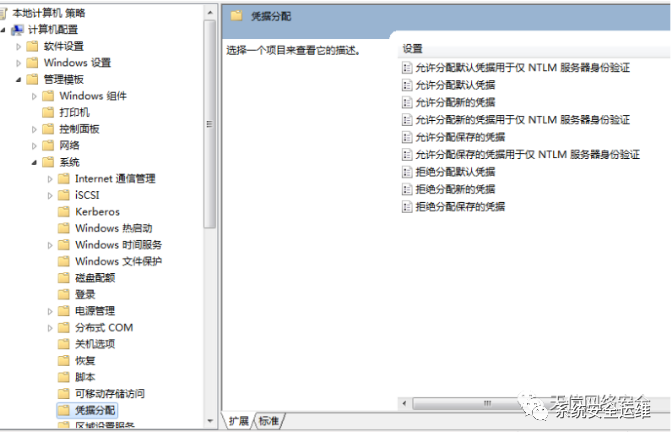 本地计算机 策略
计算机配置
软件设置
Windows 设置
管理模板
Windows 组件
打印机
控制面板
网络
系统
Internet 通信管理
iSCSI
Kerberos
Windows 热启动
Windows 时间服务
Windows 文件保护
磁盘配额
登录
电源管理
分布式 COM
关机选项
恢复
脚本
可移动存储访问
凭据分配
区域设置服务
凭据分配
选择一个项目来查看它的描述。
设置
允许分配默认凭据用于仅 NTLM 服务器身份验证
允许分配默认凭据
允许分配新的凭据
允许分配新的凭据用于仅 NTLM 服务器身份验证
允许分配保存的凭据
允许分配保存的凭据用于仅 NTLM 服务器身份验证
拒绝分配默认凭据
拒绝分配新的凭据
拒绝分配保存的凭据
扩展
标准
系统安全运维